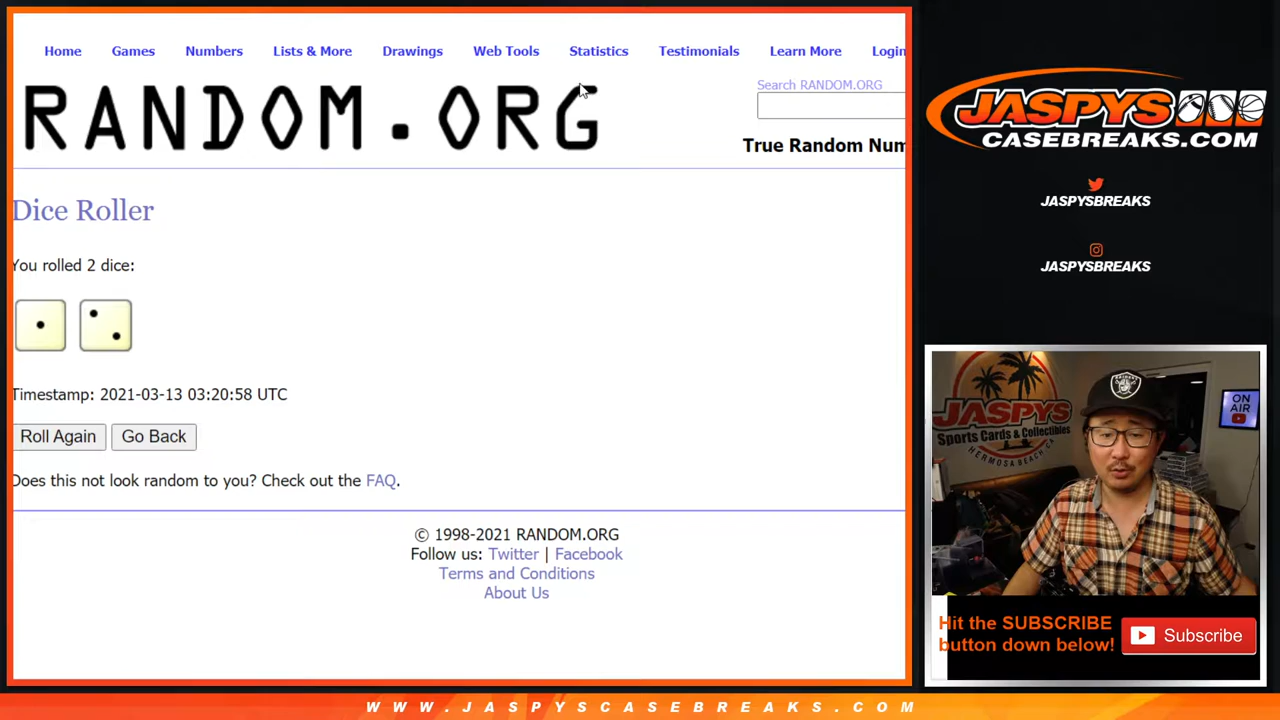 Home Games Numbers Lists & More Drawings Web Tools Statistics Testimonials Learn More Login
RANDOM.ORG
Search RANDOM.ORG
True Random Num
Dice Roller
You rolled 2 dice:
Timestamp: 2021-03-13 03:20:58 UTC
Roll Again Go Back
Does this not look random to you? Check out the FAQ.
© 1998-2021 RANDOM.ORG
Follow us: Twitter | Facebook
Terms and Conditions
About Us
JASPYS
CASEBREAKS.COM
JASPYSBREAKS
JASPYSBREAKS
JASPYS
Sports Cards & Collectibles
HERMOSA BEACH, CA
ON
AIR
Hit the SUBSCRIBE
button down below!
Subscribe
WWW.JASPYSCASEBREAKS.COM